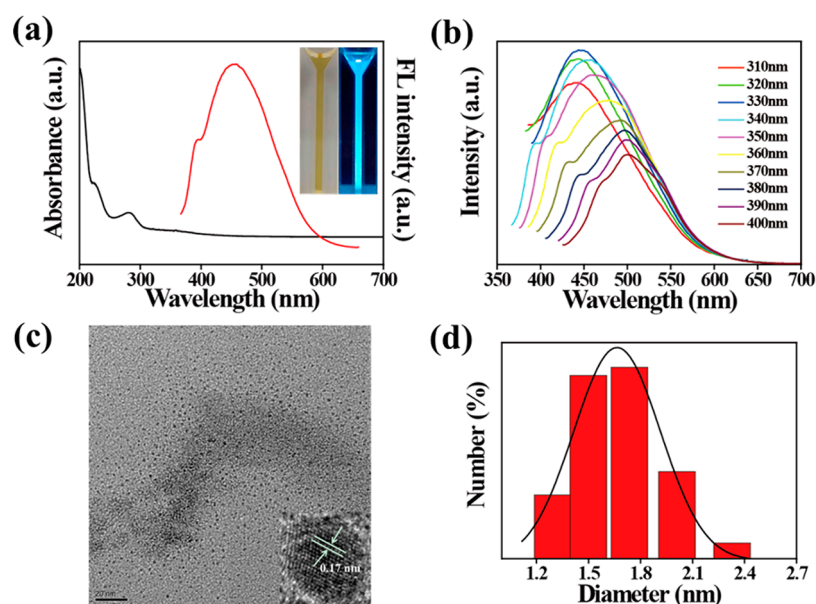 (a)
Absorbance (a.u.)
FL intensity (a.u.)
200 300 400 500 600 700
Wavelength (nm)
(b)
Intensity (a.u.)
310nm
320nm
330nm
340nm
350nm
360nm
370nm
380nm
390nm
400nm
350 400 450 500 550 600 650 700
Wavelength (nm)
(c)
0.17 nm
20 nm
(d)
Number (%)
1.2 1.5 1.8 2.1 2.4 2.7
Diameter (nm)